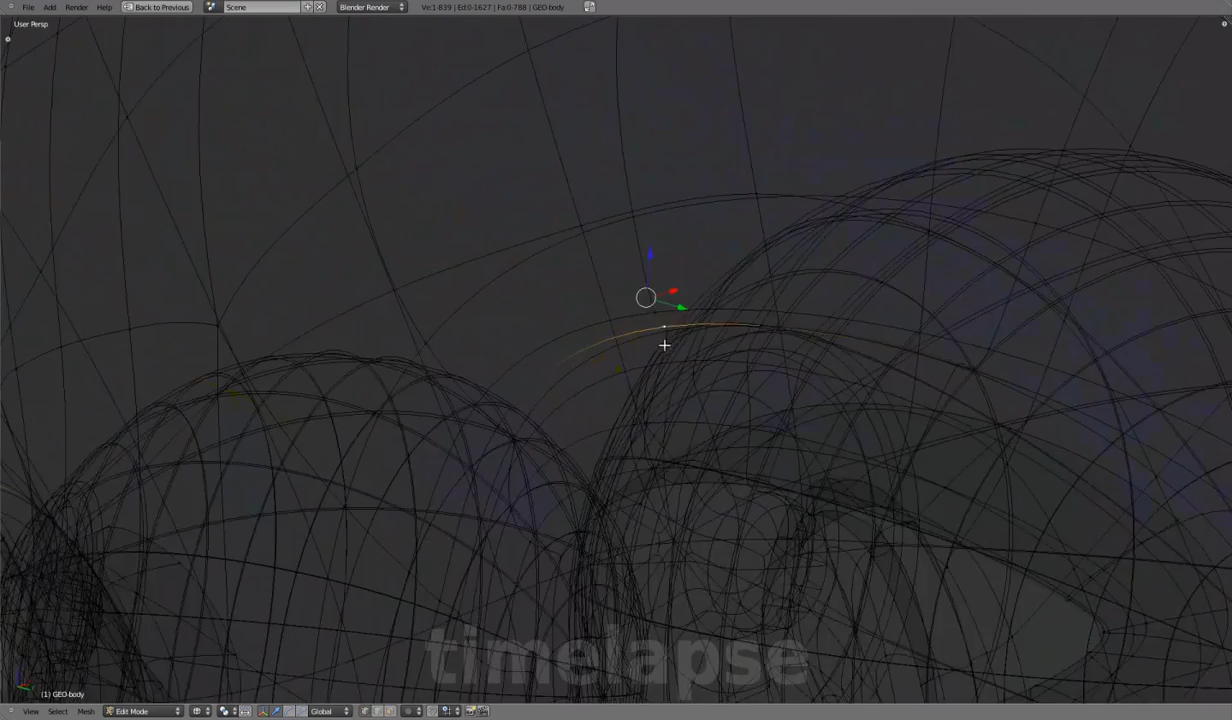 File Add Render Help Back to Previous Scene Blender Render Ve:1-839 | Ed:0-1627 | Fa:0-788 | GEO-body
User Persp
timelapse
(1) GEO-body
View Select Mesh Edit Mode Global